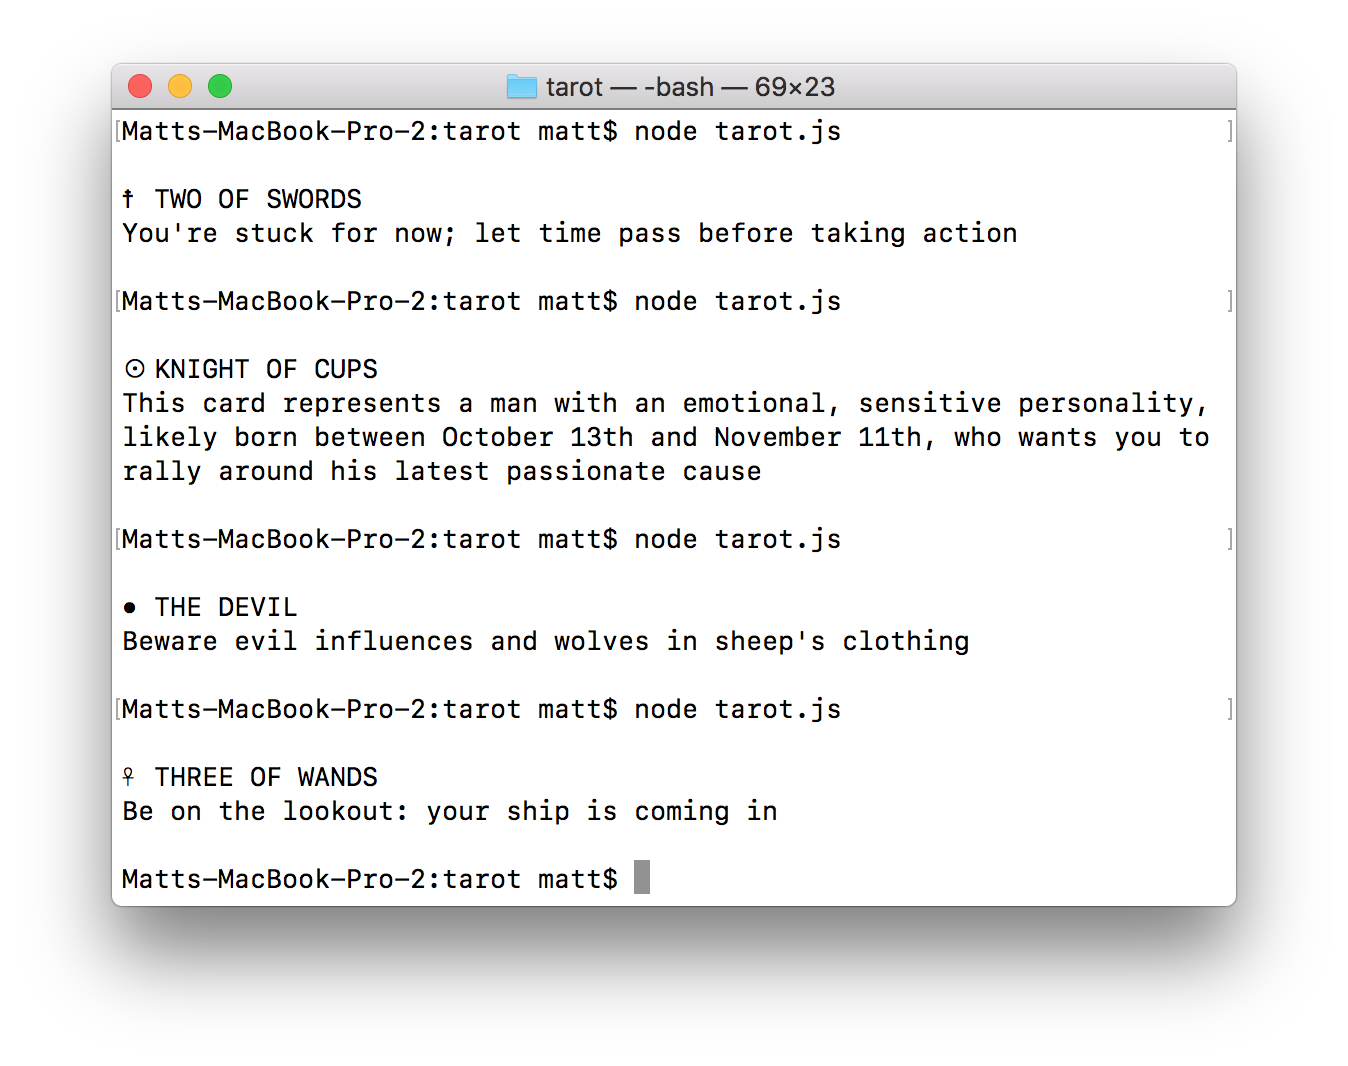 tarot — -bash — 69×23
[Matts-MacBook-Pro-2:tarot matt$ node tarot.js ]
☨ TWO OF SWORDS
You're stuck for now; let time pass before taking action
[Matts-MacBook-Pro-2:tarot matt$ node tarot.js ]
☉ KNIGHT OF CUPS
This card represents a man with an emotional, sensitive personality,
likely born between October 13th and November 11th, who wants you to
rally around his latest passionate cause
[Matts-MacBook-Pro-2:tarot matt$ node tarot.js ]
● THE DEVIL
Beware evil influences and wolves in sheep's clothing
[Matts-MacBook-Pro-2:tarot matt$ node tarot.js ]
♀ THREE OF WANDS
Be on the lookout: your ship is coming in
Matts-MacBook-Pro-2:tarot matt$